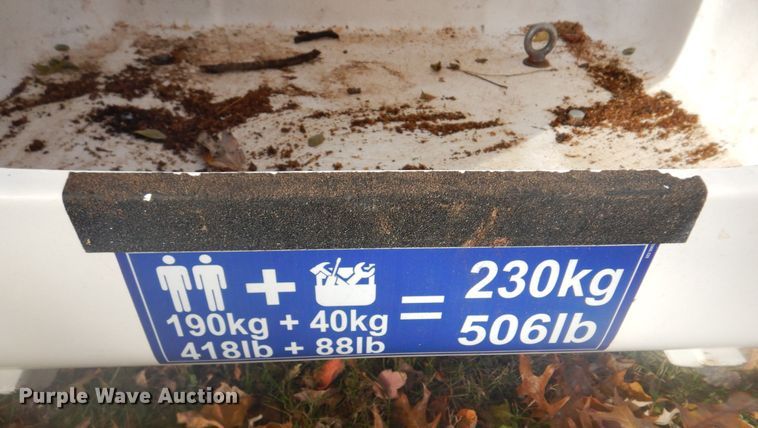 190kg + 40kg = 230kg
418lb + 88lb 506lb
Purple Wave Auction